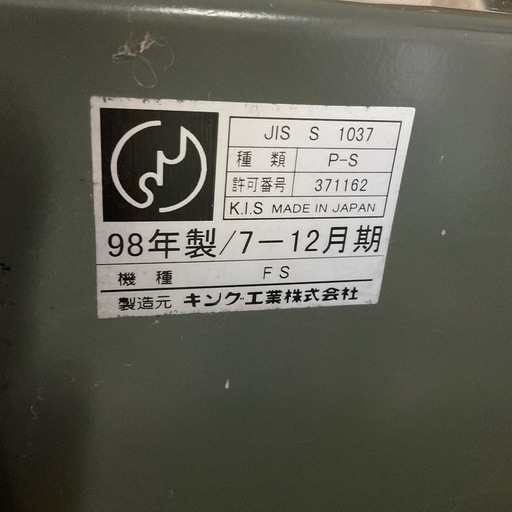 JIS S 1037
種類 P-S
許可番号 371162
K.I.S MADE IN JAPAN
98年製/7-12月期
機種 FS
製造元 キング工業株式会社